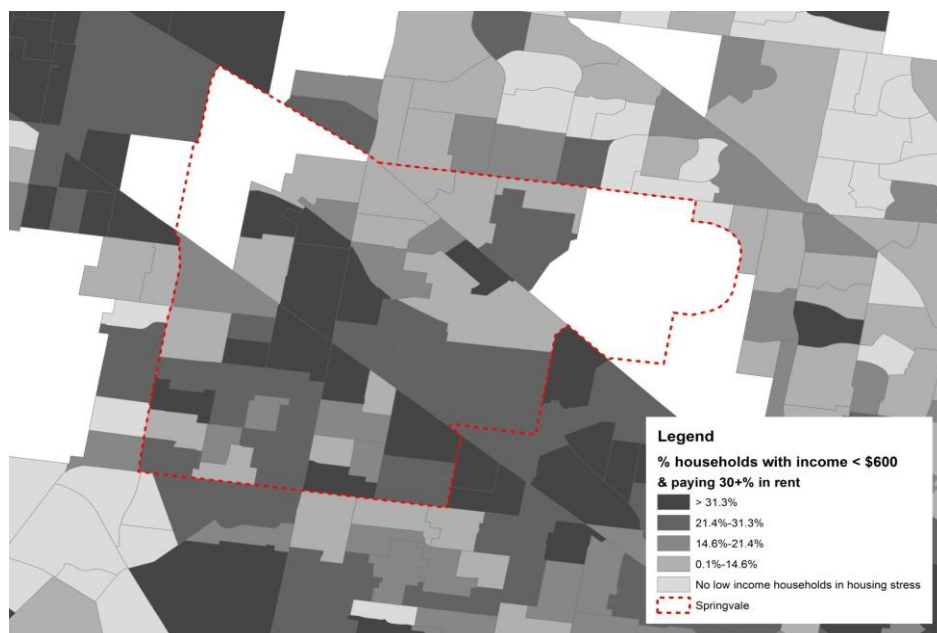 Legend
% households with income < $600
& paying 30+% in rent
> 31.3%
21.4%-31.3%
14.6%-21.4%
0.1%-14.6%
No low income households in housing stress
Springvale